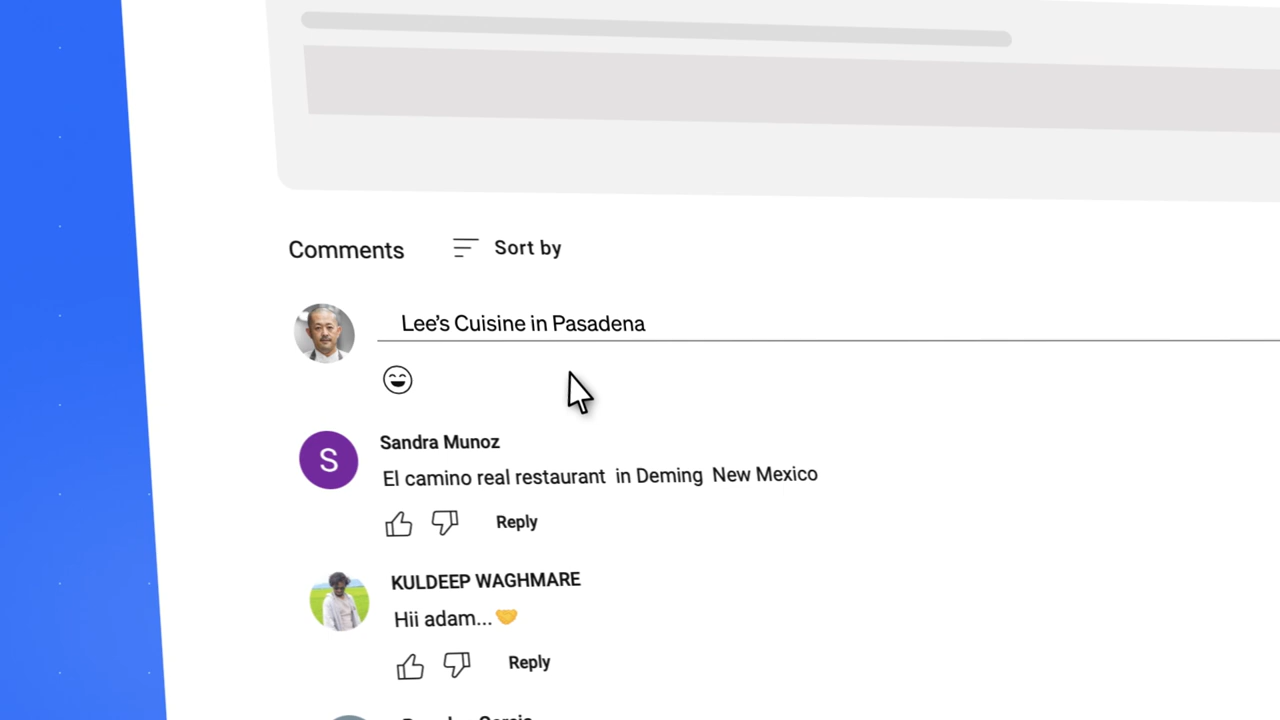 Comments
Sort by
Lee’s Cuisine in Pasadena
S
Sandra Munoz
El camino real restaurant in Deming New Mexico
Reply
KULDEEP WAGHMARE
Hii adam...🤝
Reply